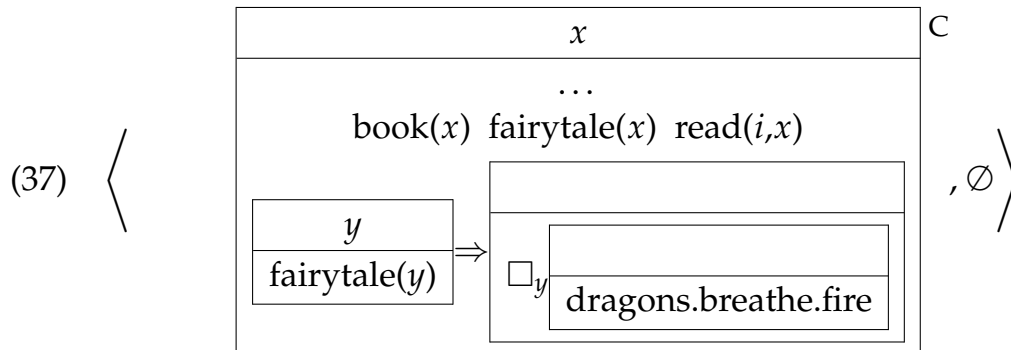 x C
…
book(x) fairytale(x) read(i,x)
(37) ⟨ , ∅⟩
y ⇒
fairytale(y) □y
dragons.breathe.fire